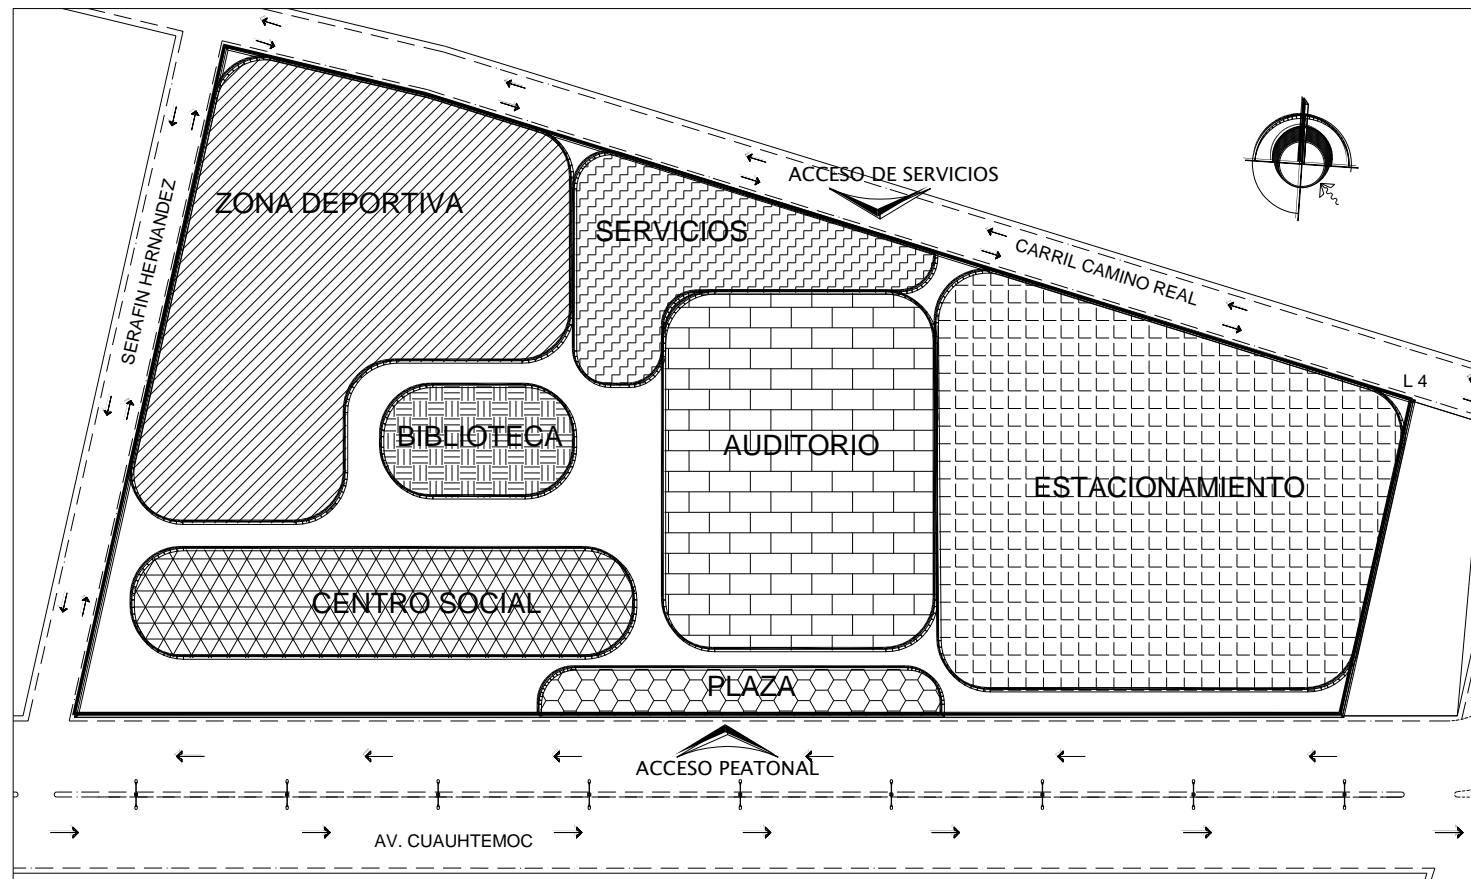 ACCESO DE SERVICIOS
ZONA DEPORTIVA
SERVICIOS
SERAFIN HERNANDEZ
CARRIL CAMINO REAL
L 4
BIBLIOTECA
AUDITORIO
ESTACIONAMIENTO
CENTRO SOCIAL
PLAZA
ACCESO PEATONAL
AV. CUAUHTEMOC